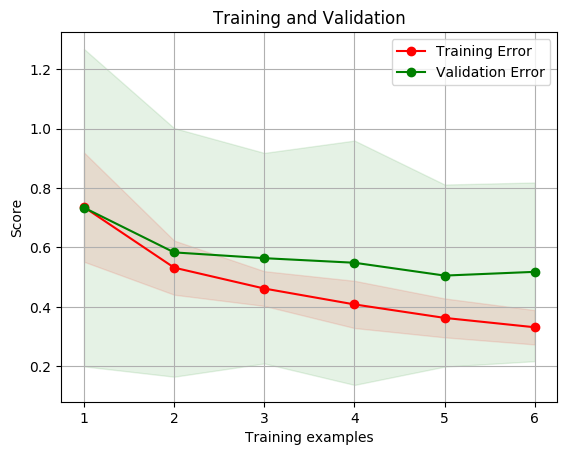 Training and Validation
Training Error
Validation Error
Score
1.2
1.0
0.8
0.6
0.4
0.2
1 2 3 4 5 6
Training examples